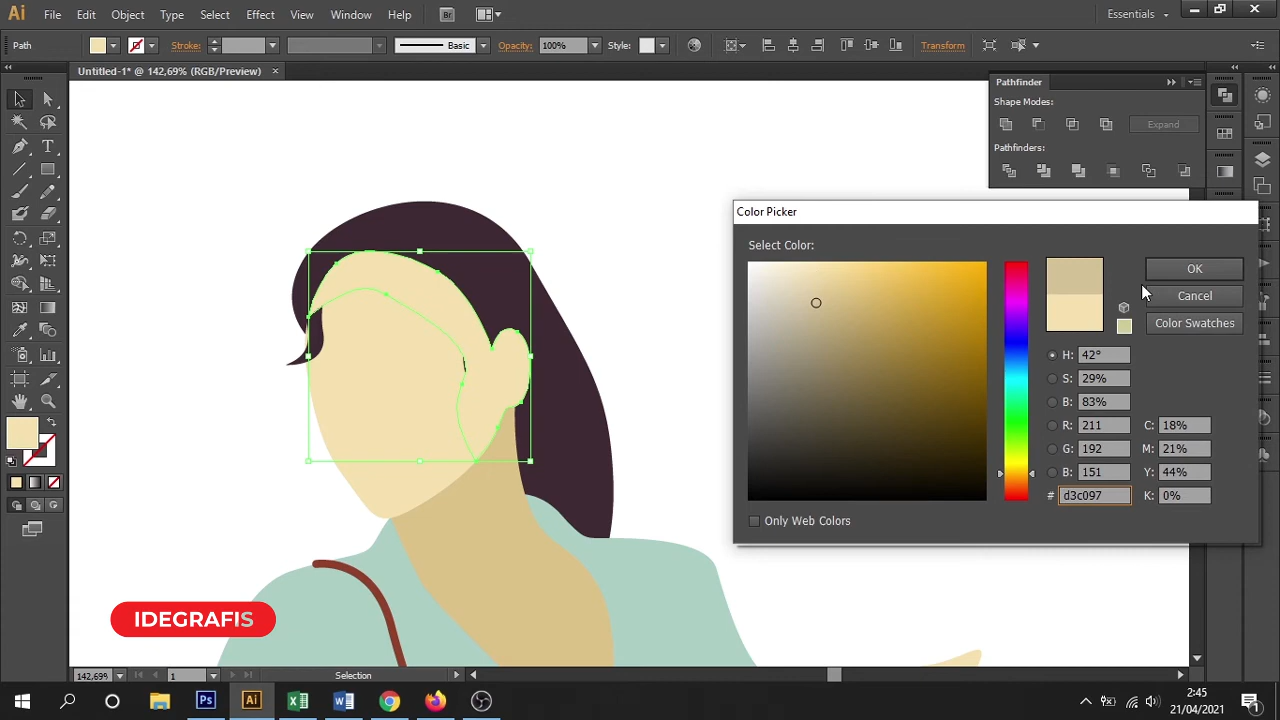 Ai File Edit Object Type Select Effect View Window Help Br Essentials
Path Stroke: Basic Opacity: 100% Style: Transform
Untitled-1* @ 142,69% (RGB/Preview)
Pathfinder
Shape Modes:
Expand
Pathfinders:
Color Picker
Select Color:
OK
Cancel
Color Swatches
H: 42°
S: 29%
B: 83%
R: 211 C: 18%
G: 192 M: 21%
B: 151 Y: 44%
# d3c097 K: 0%
Only Web Colors
IDEGRAFIS
142,69% 1 Selection
Ps Ai 2:45
21/04/2021